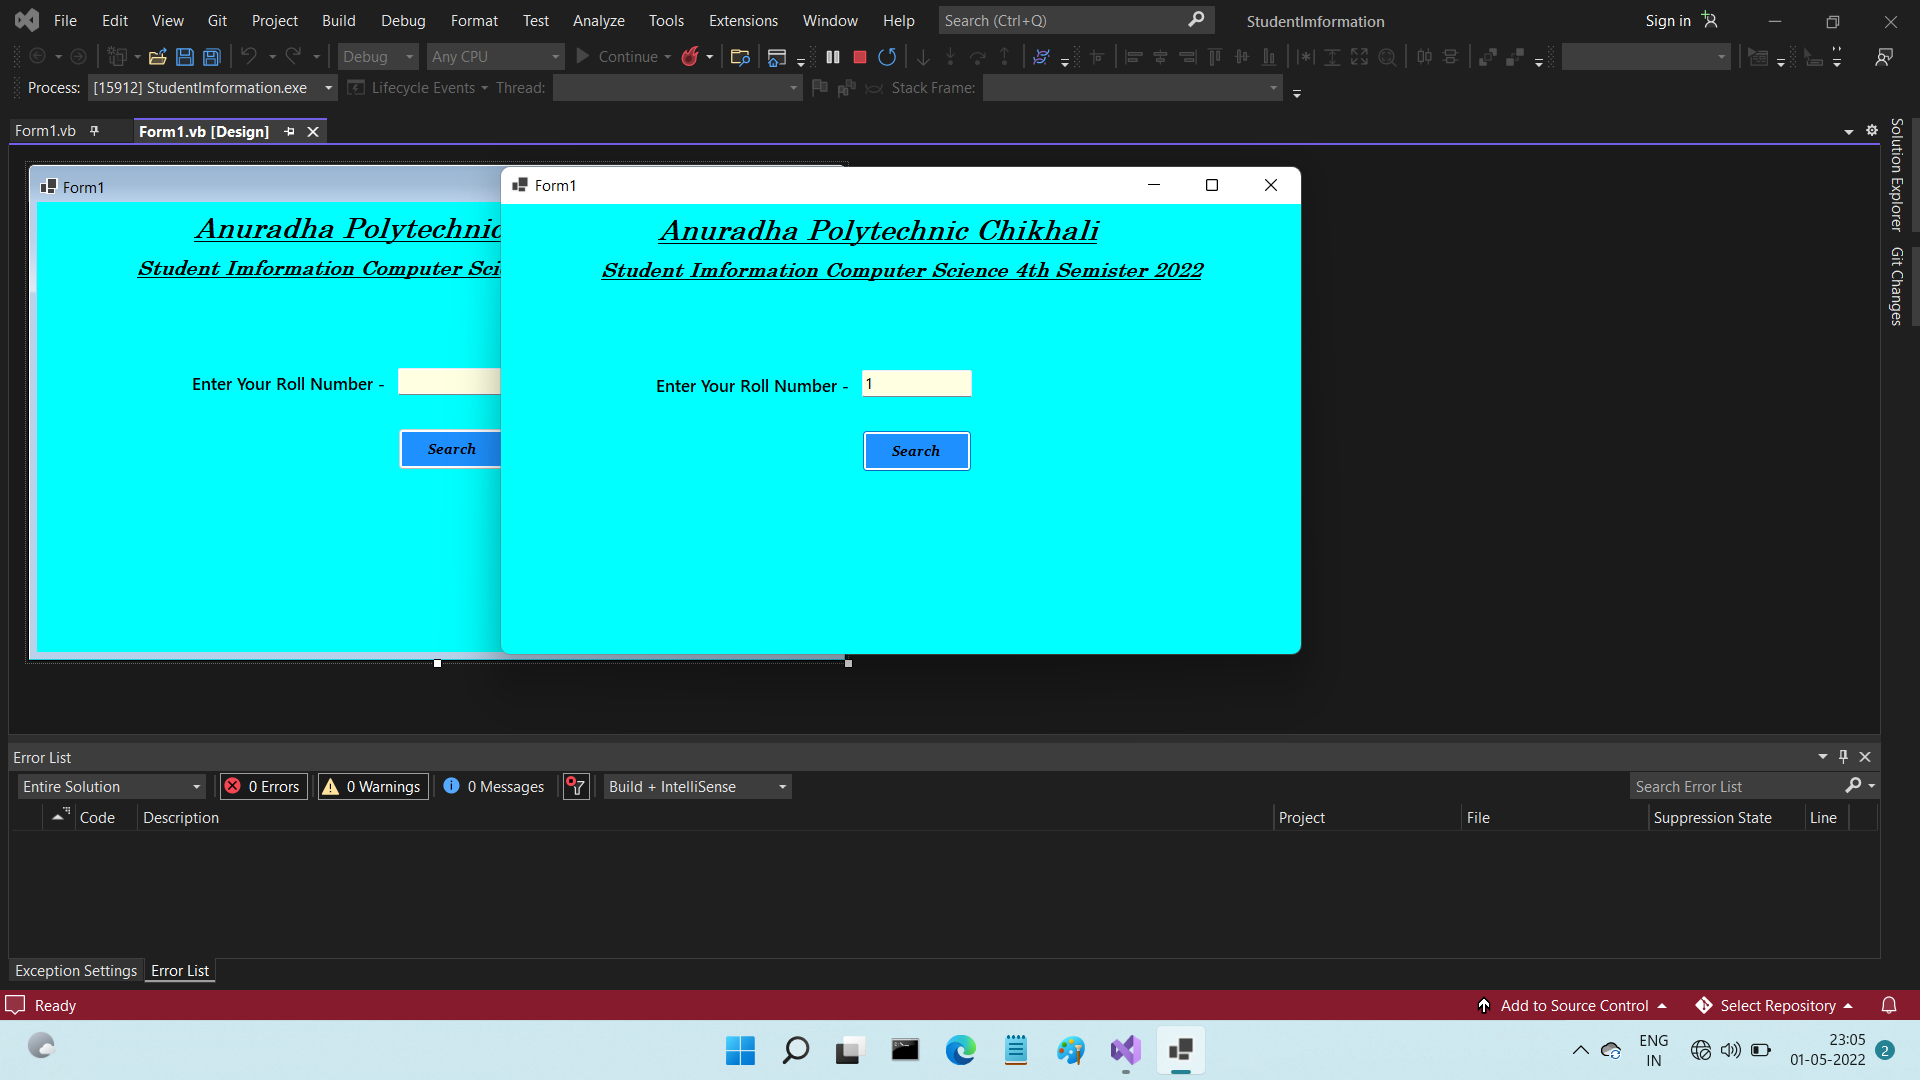 File Edit View Git Project Build Debug Format Test Analyze Tools Extensions Window Help Search (Ctrl+Q) StudentImformation Sign in
Debug Any CPU Continue
Process: [15912] StudentImformation.exe Lifecycle Events Thread: Stack Frame:
Form1.vb Form1.vb [Design]
Solution Explorer
Git Changes
Form1
Anuradha Polytechnic
Student Imformation Computer Sci
Enter Your Roll Number -
Search
Form1
Anuradha Polytechnic Chikhali
Student Imformation Computer Science 4th Semister 2022
Enter Your Roll Number - 1
Search
Error List
Entire Solution 0 Errors 0 Warnings 0 Messages Build + IntelliSense Search Error List
Code Description Project File Suppression State Line
Exception Settings Error List
Ready Add to Source Control Select Repository
ENG 23:05
IN 01-05-2022 2